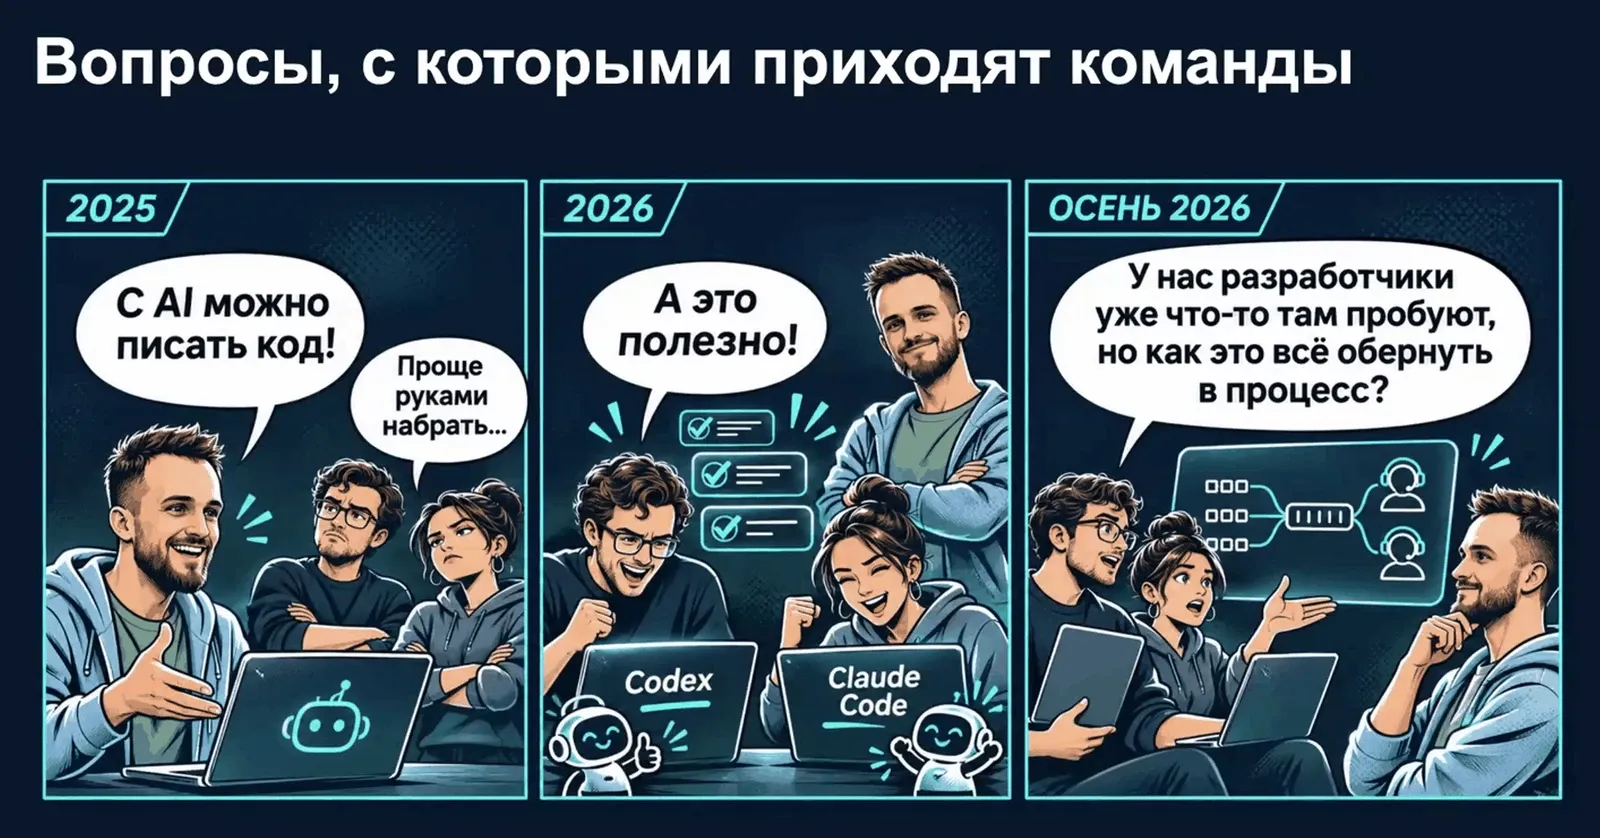 Вопросы, с которыми приходят команды
2025
С AI можно
писать код!
Проще
руками
набрать...
2026
А это
полезно!
Codex
Claude
Code
ОСЕНЬ 2026
У нас разработчики
уже что-то там пробуют,
но как это всё обернуть
в процесс?